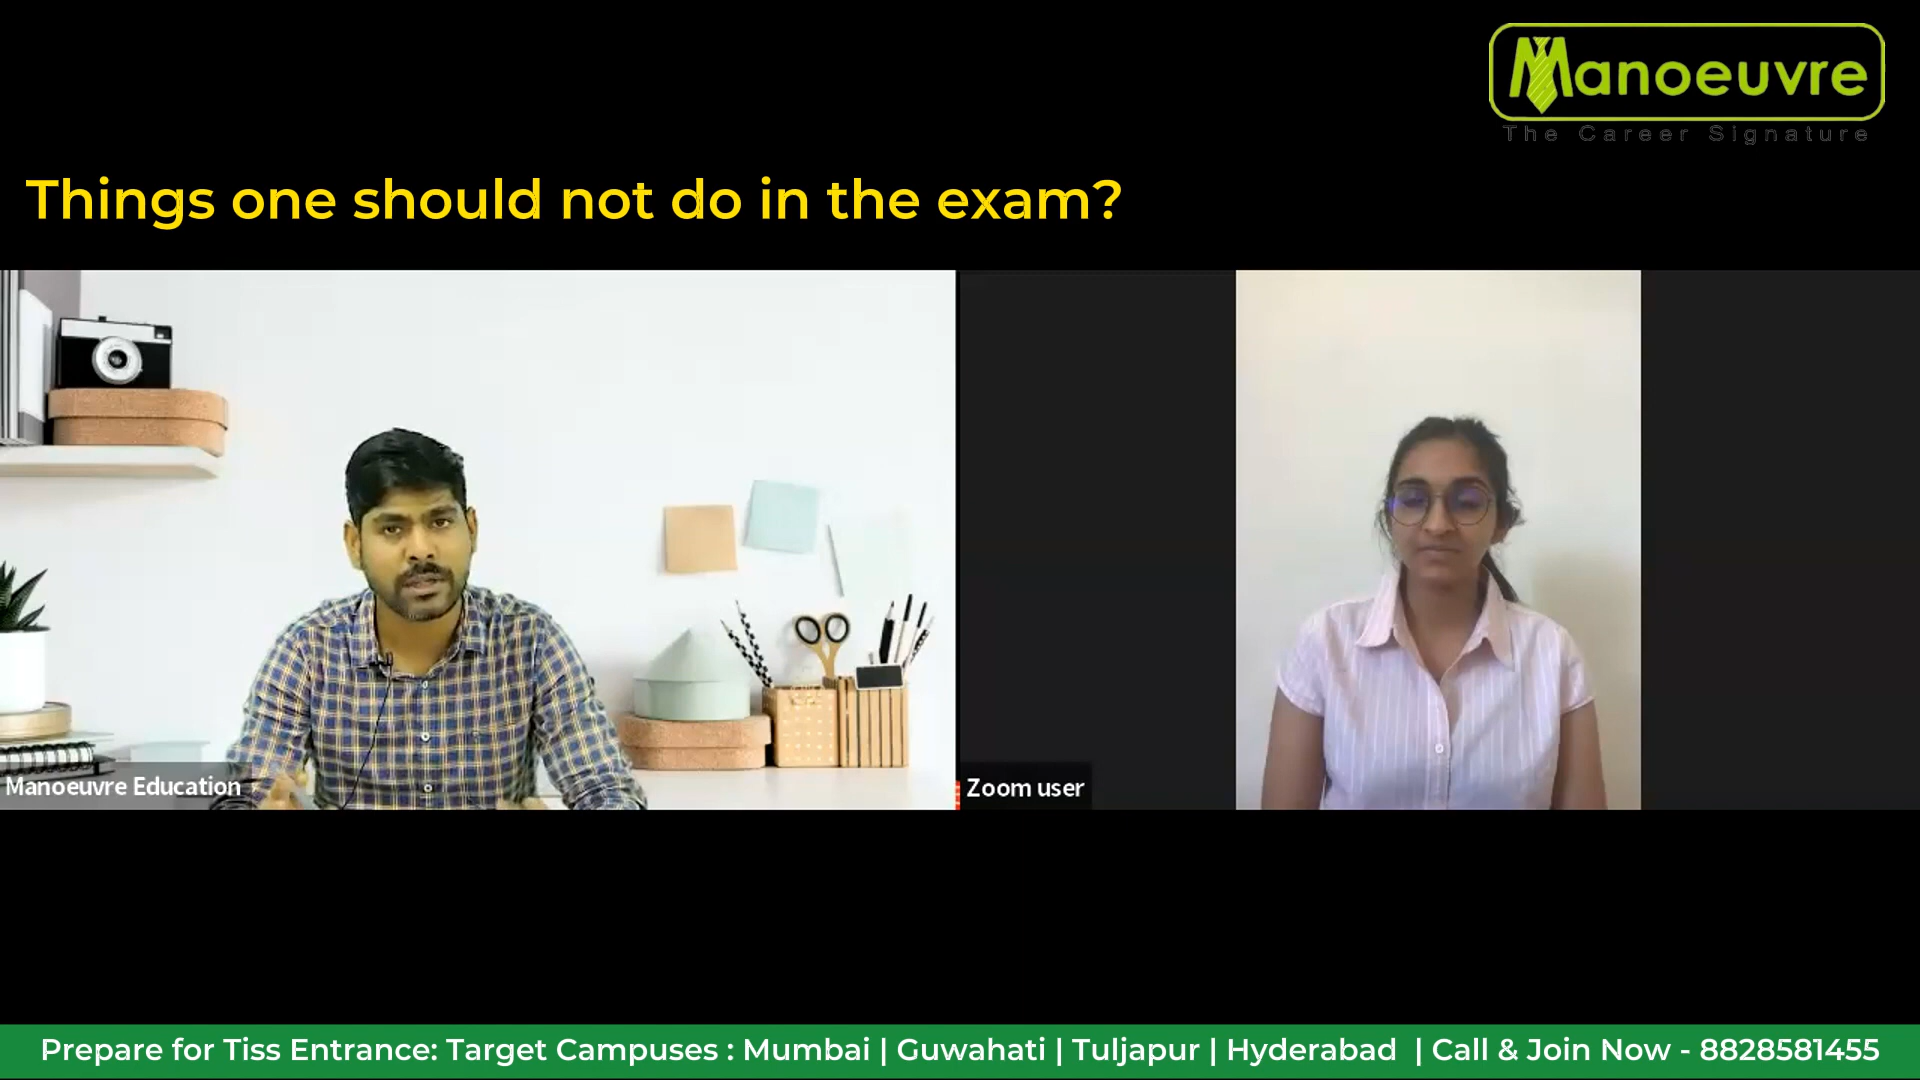 Manoeuvre
The Career Signature
Things one should not do in the exam?
Manoeuvre Education
Zoom user
Prepare for Tiss Entrance: Target Campuses : Mumbai | Guwahati | Tuljapur | Hyderabad | Call & Join Now - 8828581455